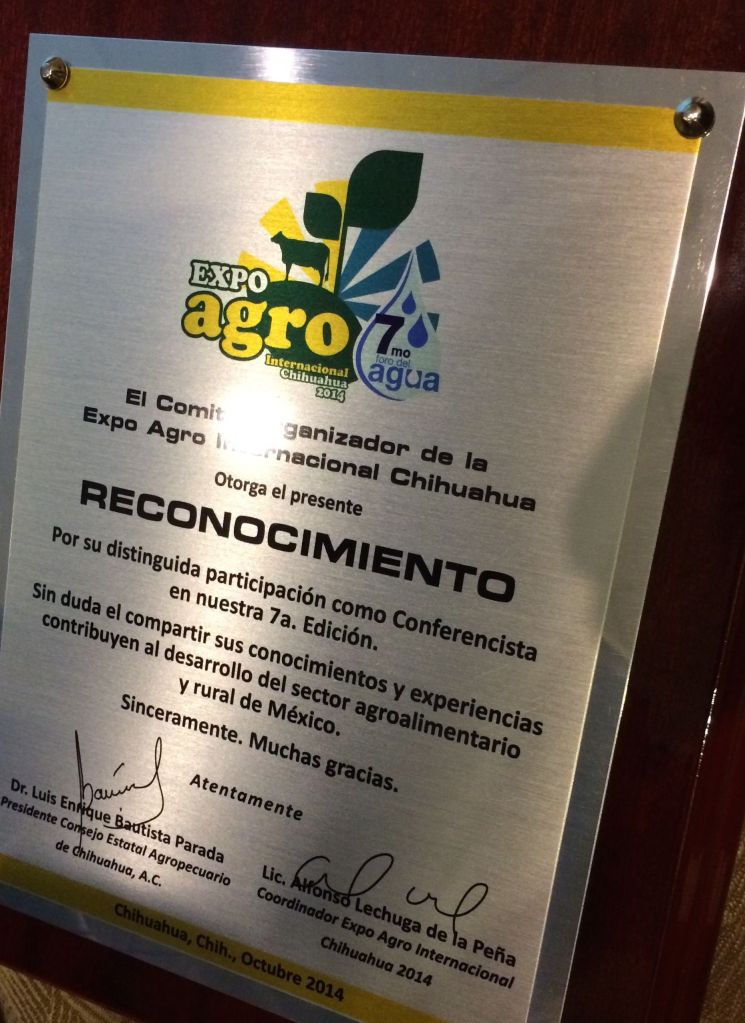 EXPO
agro
Internacional
Chihuahua
2014
7mo
foro del
agua
El Comité Organizador de la
Expo Agro Internacional Chihuahua
Otorga el presente
RECONOCIMIENTO
Por su distinguida participación como Conferencista
en nuestra 7a. Edición.
Sin duda el compartir sus conocimientos y experiencias
contribuyen al desarrollo del sector agroalimentario
y rural de México.
Sinceramente. Muchas gracias.
Atentamente
Dr. Luis Enrique Bautista Parada
Presidente Consejo Estatal Agropecuario
de Chihuahua, A.C.
Lic. Alfonso Lechuga de la Peña
Coordinador Expo Agro Internacional
Chihuahua 2014
Chihuahua, Chih., Octubre 2014